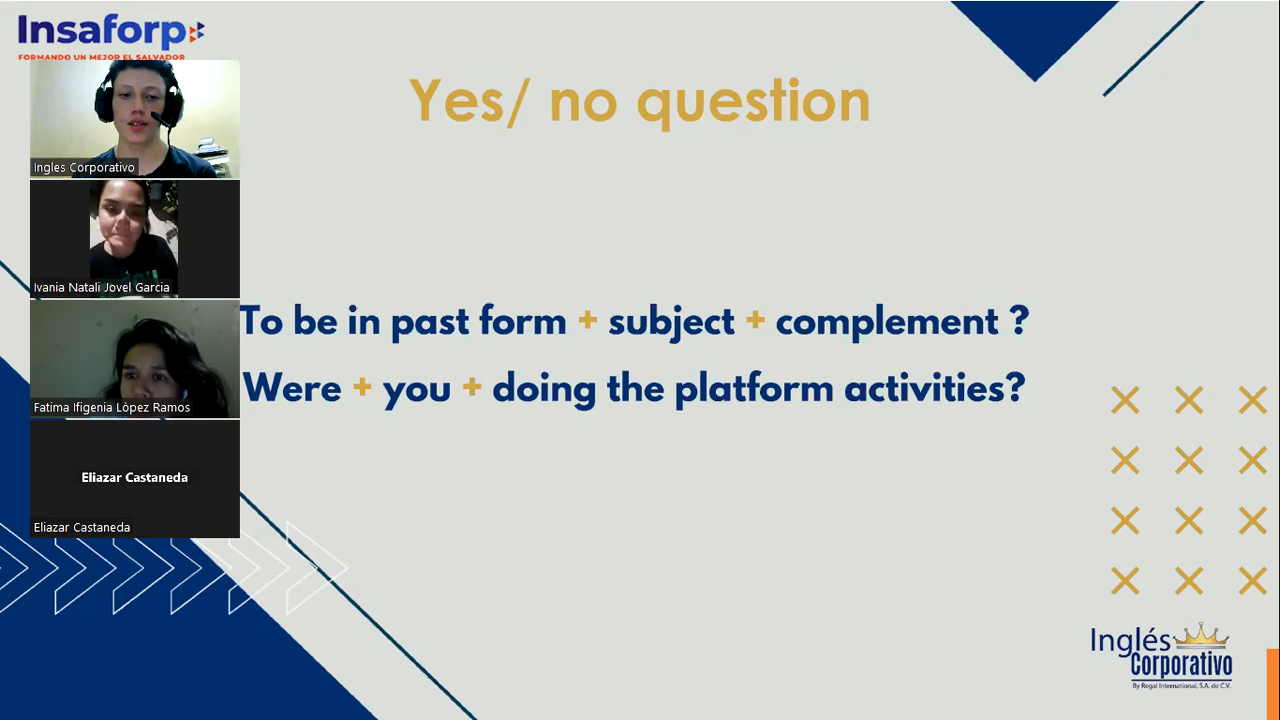 Insaforp
FORMANDO UN MEJOR EL SALVADOR
Yes/ no question
Ingles Corporativo
Ivania Natali Jovel Garcia
Fatima Ifigenia Lòpez Ramos
Eliazar Castaneda
Eliazar Castaneda
To be in past form + subject + complement ?
Were + you + doing the platform activities?
Inglés
Corporativo
By Regal International, S.A. de C.V.